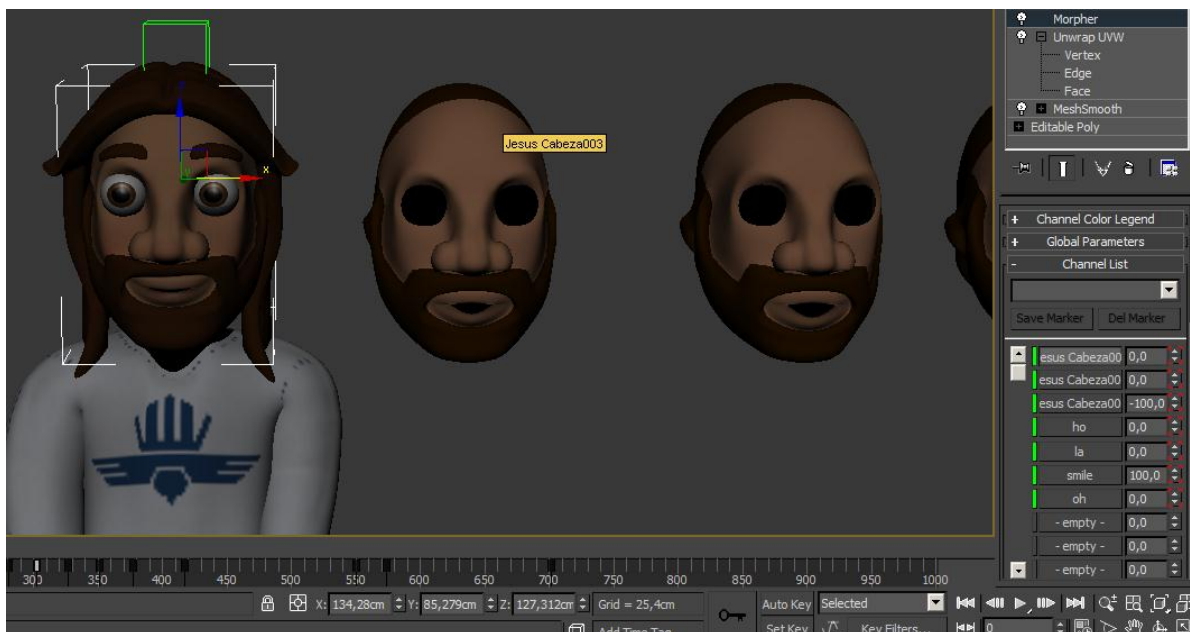 Morpher
Unwrap UVW
Vertex
Edge
Face
MeshSmooth
Editable Poly
Jesus Cabeza003
+ Channel Color Legend
+ Global Parameters
- Channel List
Save Marker Del Marker
esus Cabeza00 0,0
esus Cabeza00 0,0
esus Cabeza00 -100,0
ho 0,0
la 0,0
smile 100,0
oh 0,0
- empty - 0,0
- empty - 0,0
- empty - 0,0
x
300 350 400 450 500 550 600 650 700 750 800 850 900 950 1000
X: 134,28cm Y: 85,279cm Z: 127,312cm Grid = 25,4cm Auto Key Selected
Add Time Tag Set Key Key Filters... 0